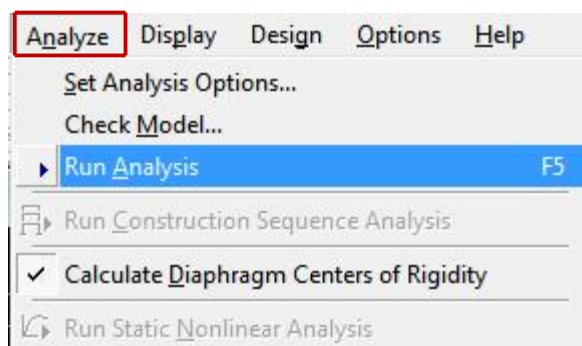 Analyze Display Design Options Help
Set Analysis Options...
Check Model...
Run Analysis F5
Run Construction Sequence Analysis
Calculate Diaphragm Centers of Rigidity
Run Static Nonlinear Analysis